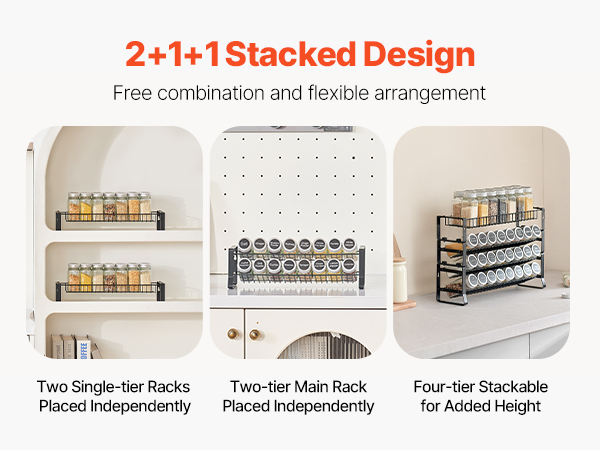 2+1+1 Stacked Design
Free combination and flexible arrangement
COFFEE
Two Single-tier Racks
Placed Independently
Two-tier Main Rack
Placed Independently
Four-tier Stackable
for Added Height